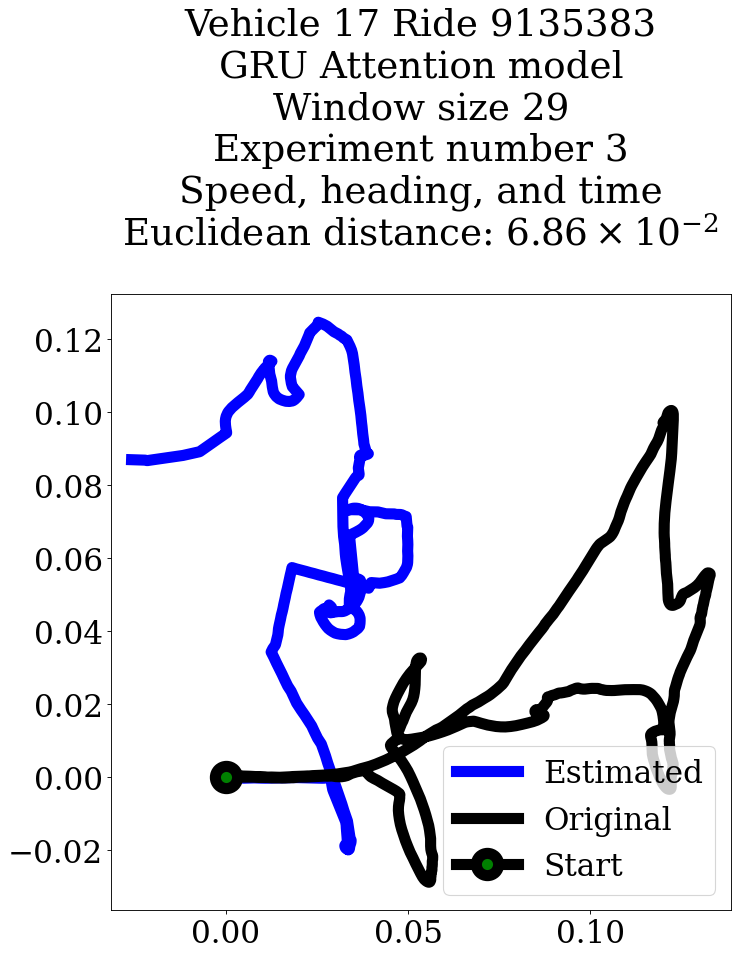 Vehicle 17 Ride 9135383
GRU Attention model
Window size 29
Experiment number 3
Speed, heading, and time
Euclidean distance: 6.86 × 10⁻²
0.12
0.10
0.08
0.06
0.04
0.02
0.00
−0.02
Estimated
Original
Start
0.00 0.05 0.10